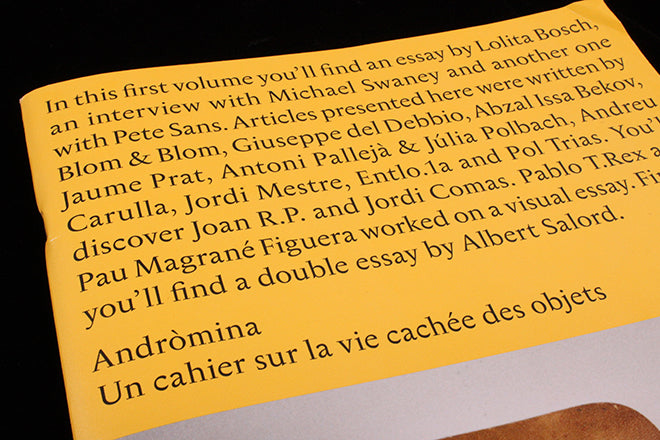 In this first volume you'll find an essay by Lolita Bosch,
an interview with Michael Swaney and another one
with Pete Sans. Articles presented here were written by
Blom & Blom, Giuseppe del Debbio, Abzal Issa Bekov,
Jaume Prat, Antoni Pallejà & Júlia Polbach, Andreu
Carulla, Jordi Mestre, Entlo.1a and Pol Trias. You'l
discover Joan R.P. and Jordi Comas. Pablo T.Rex a
Pau Magrané Figuera worked on a visual essay. Fi
you'll find a double essay by Albert Salord.
Andròmina
Un cahier sur la vie cachée des objets